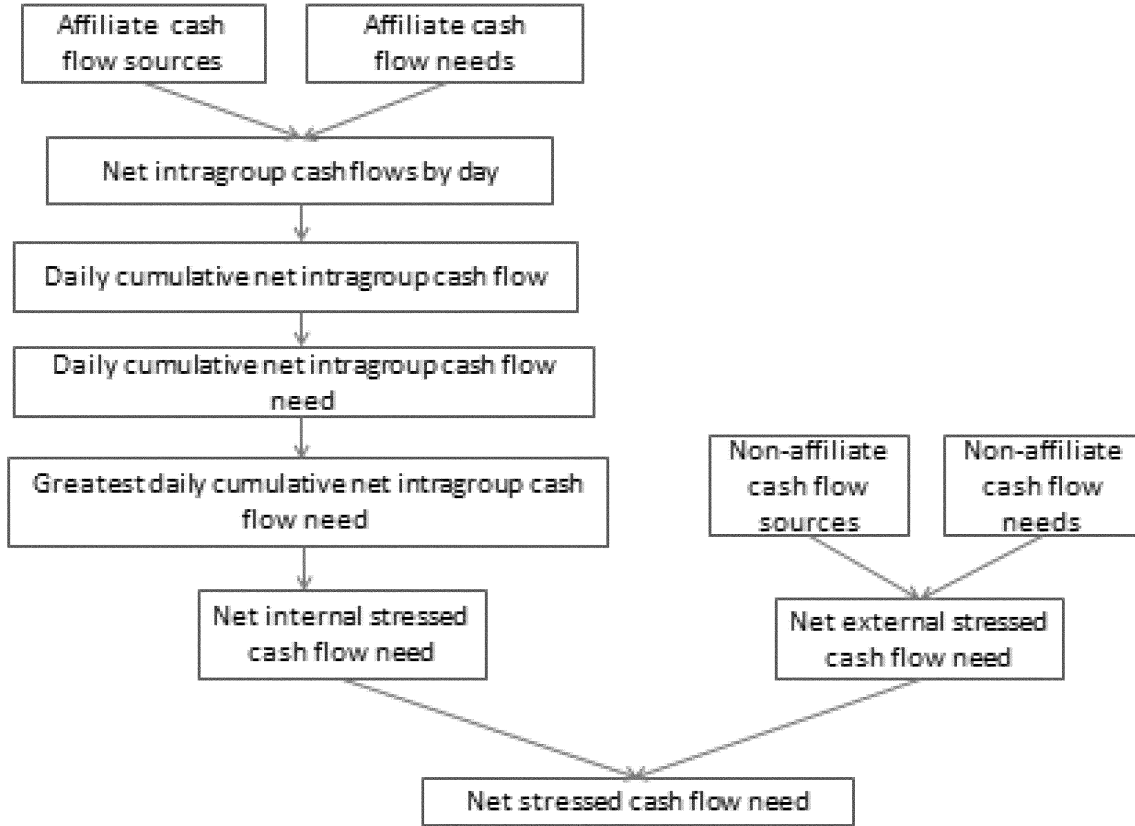 Affiliate cash
flow sources
Affiliate cash
flow needs
Net intragroup cash flows by day
Daily cumulative net intragroup cash flow
Daily cumulative net intragroup cash flow
need
Greatest daily cumulative net intragroup cash
flow need
Non-affiliate
cash flow
sources
Non-affiliate
cash flow
needs
Net internal stressed
cash flow need
Net external stressed
cash flow need
Net stressed cash flow need